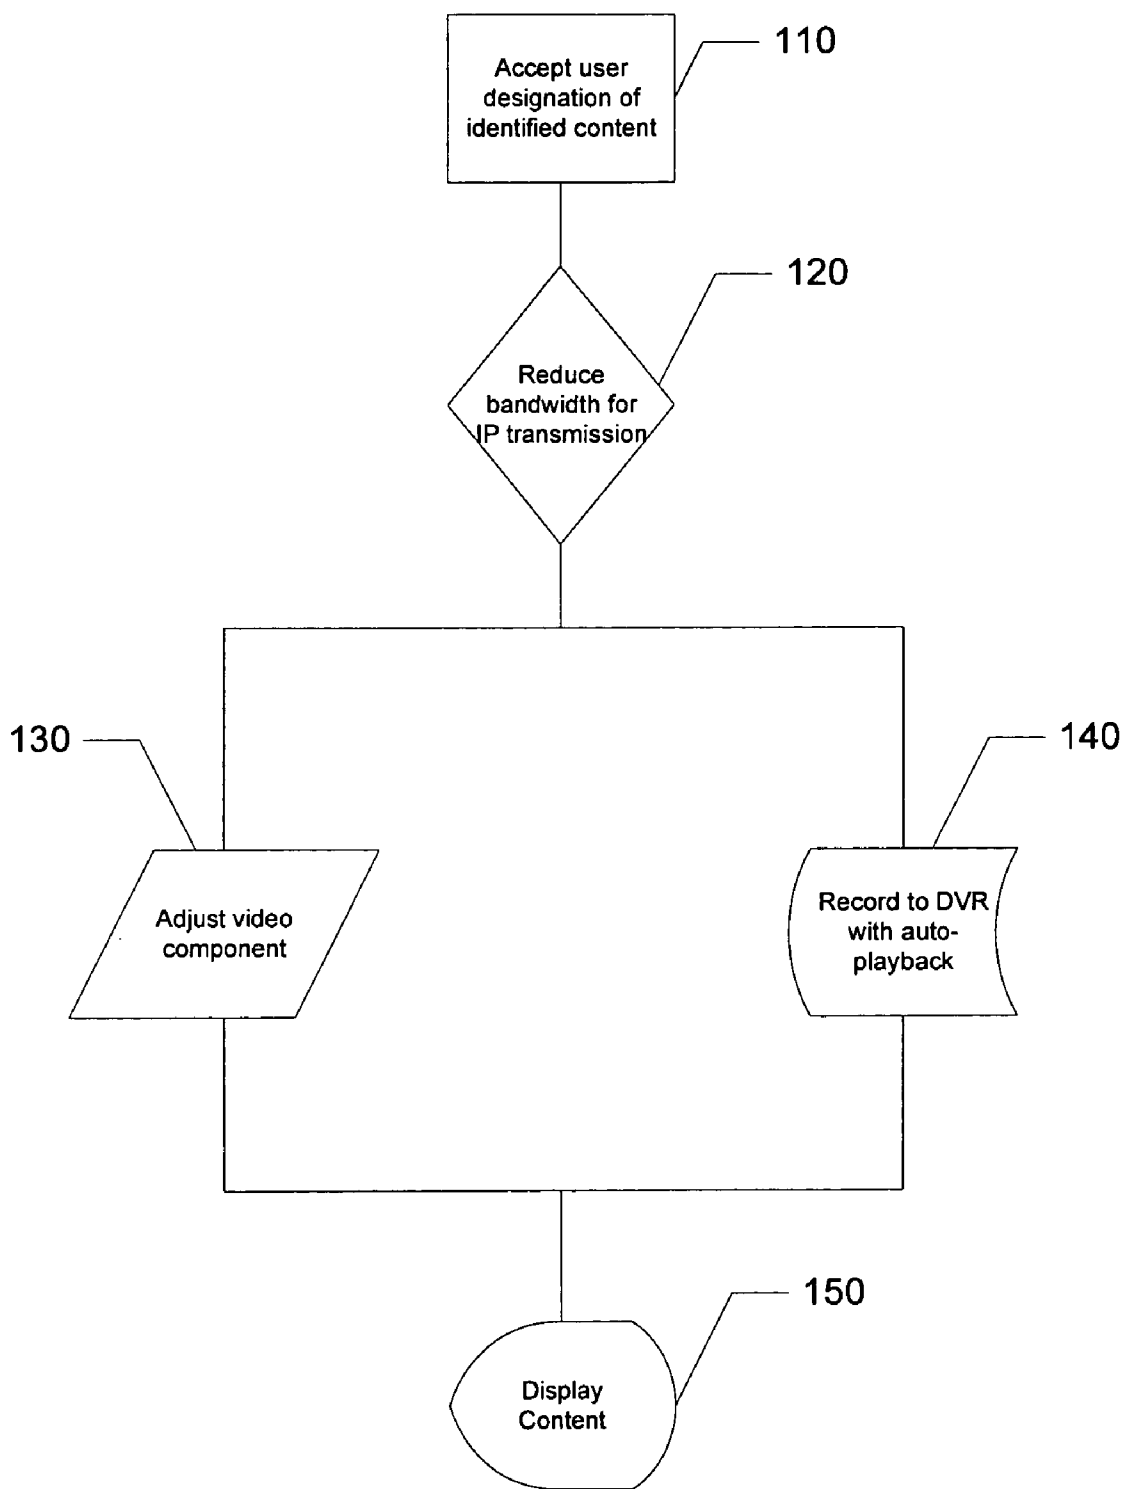 110
Accept user
designation of
identified content
120
Reduce
bandwidth for
IP transmission
130
140
Adjust video
component
Record to DVR
with auto-
playback
150
Display
Content